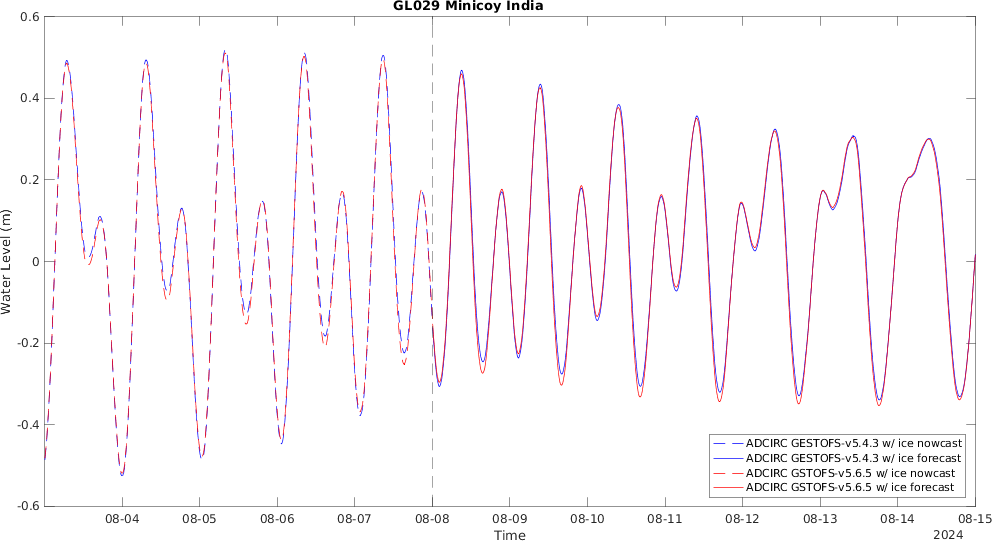 GL029 Minicoy India
0.6
0.4
0.2
0
-0.2
-0.4
-0.6
Water Level (m)
ADCIRC GESTOFS-v5.4.3 w/ ice nowcast
ADCIRC GESTOFS-v5.4.3 w/ ice forecast
ADCIRC GSTOFS-v5.6.5 w/ ice nowcast
ADCIRC GSTOFS-v5.6.5 w/ ice forecast
08-04 08-05 08-06 08-07 08-08 08-09 08-10 08-11 08-12 08-13 08-14 08-15
Time
2024